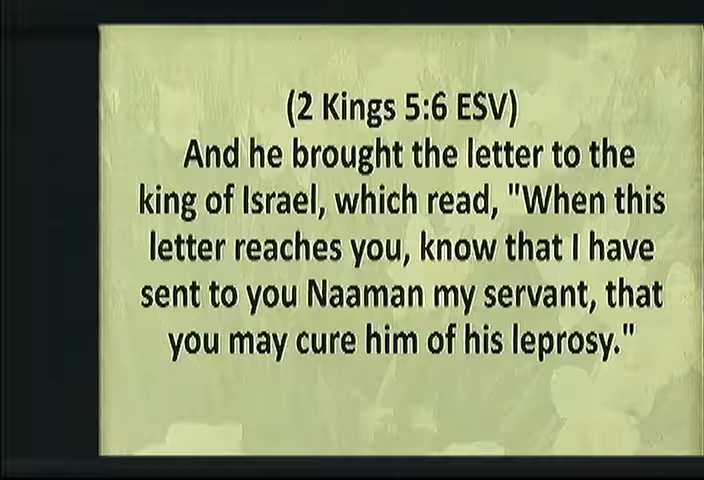 (2 Kings 5:6 ESV)
And he brought the letter to the
king of Israel, which read, "When this
letter reaches you, know that I have
sent to you Naaman my servant, that
you may cure him of his leprosy."